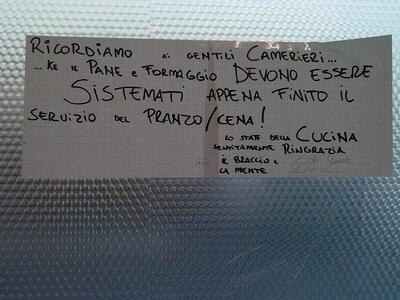 RICORDIAMO ai GENTILI CAMERIERI...
...KE IL PANE e FORMAGGIO DEVONO ESSERE
SISTEMATI APPENA FINITO IL
SERVIZIO DEL PRANZO/CENA!
LO STAFF DELLA CUCINA
SENTITAMENTE RINGRAZIA
IL BRACCIO e
LA MENTE